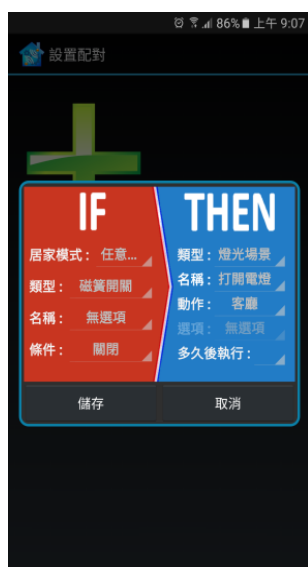 86% 上午 9:07
設置配對
IF
居家模式： 任意...
類型： 磁簧開關
名稱： 無選項
條件： 關閉
THEN
類型： 燈光場景
名稱： 打開電燈
動作： 客廳
選項： 無選項
多久後執行：
儲存
取消